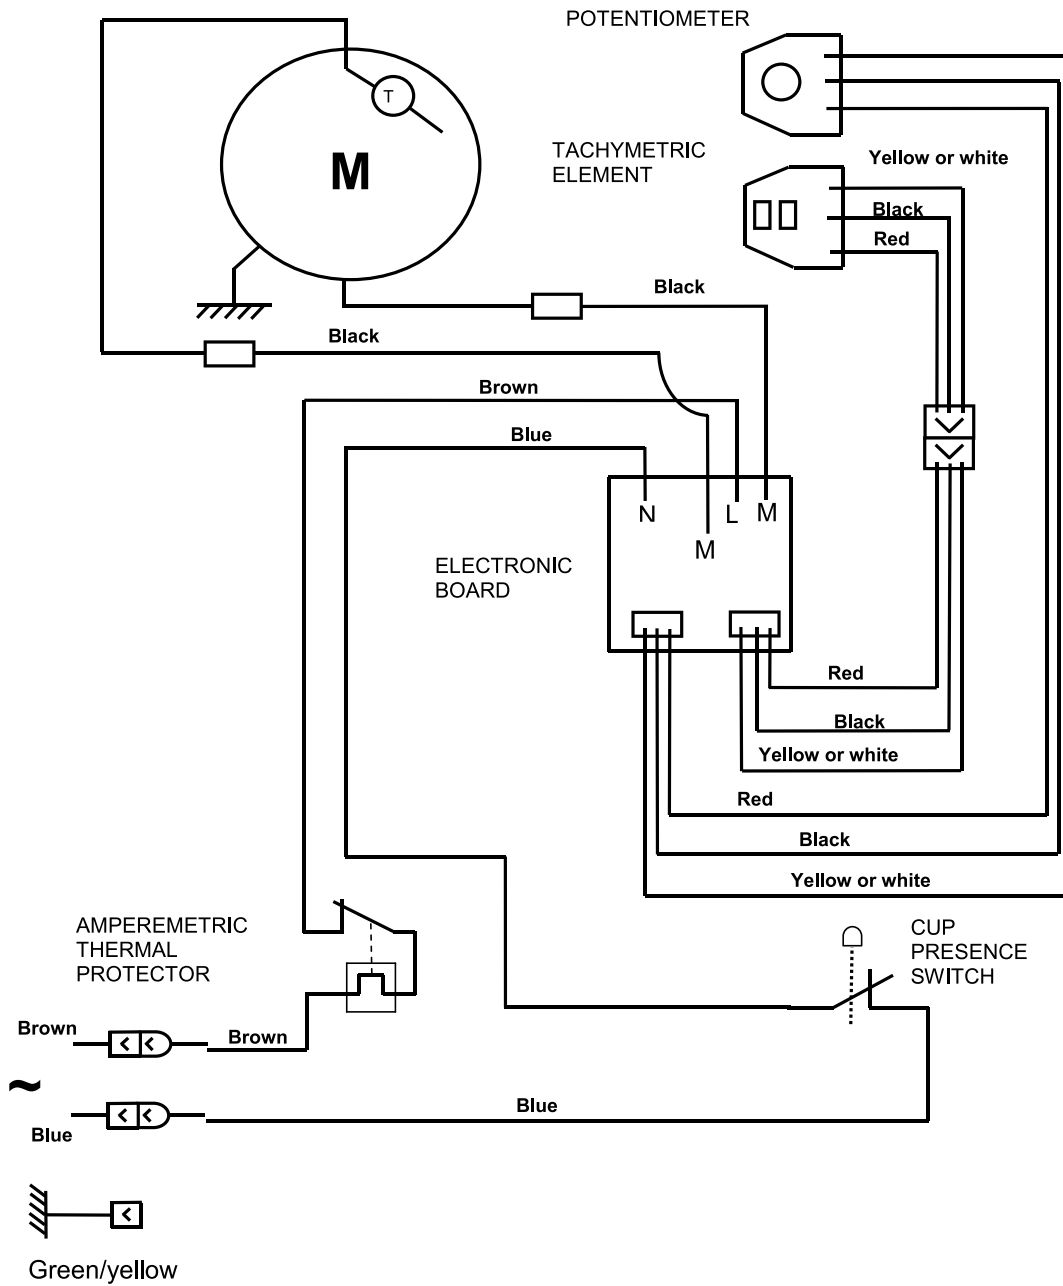 POTENTIOMETER
T
M
TACHYMETRIC
ELEMENT
Yellow or white
Black
Red
Black
Black
Brown
Blue
N
L
M
M
ELECTRONIC
BOARD
Red
Black
Yellow or white
Red
Black
Yellow or white
AMPEREMETRIC
THERMAL
PROTECTOR
CUP
PRESENCE
SWITCH
Brown
Brown
~
Blue
Blue
Green/yellow